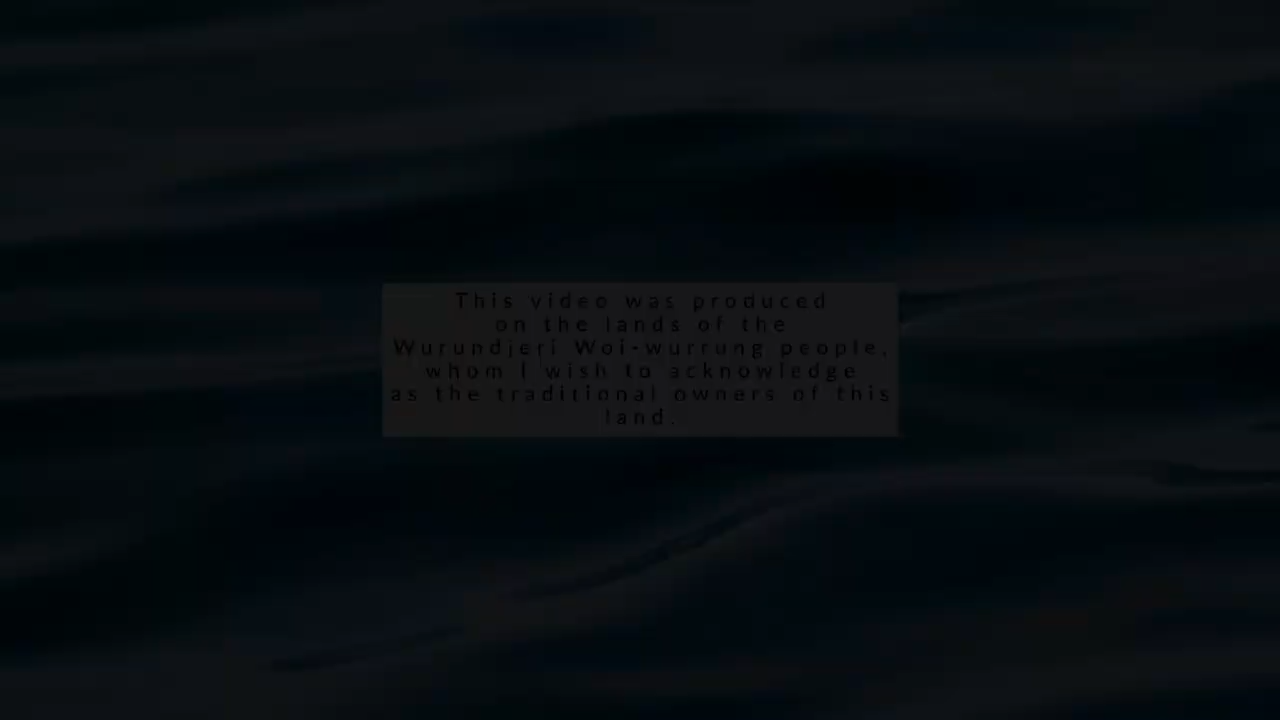 This video was produced
on the lands of the
Wurundjeri Woi-wurrung people,
whom I wish to acknowledge
as the traditional owners of this
land.